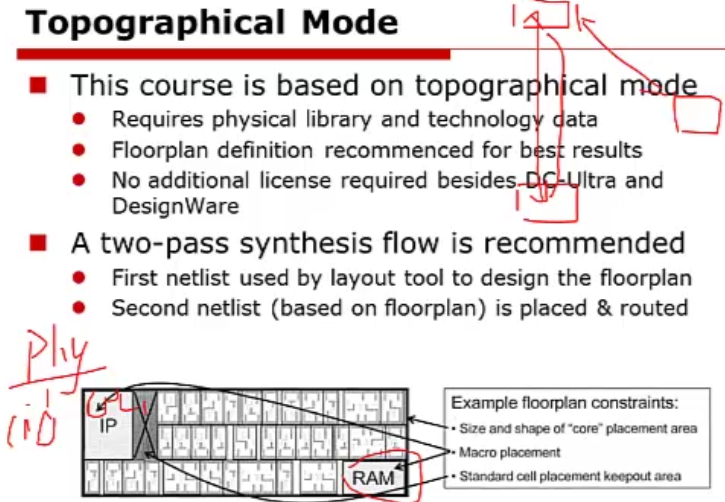 Topographical Mode
This course is based on topographical mode
Requires physical library and technology data
Floorplan definition recommenced for best results
No additional license required besides DC-Ultra and
DesignWare
A two-pass synthesis flow is recommended
First netlist used by layout tool to design the floorplan
Second netlist (based on floorplan) is placed & routed
phy
IP
RAM
Example floorplan constraints:
• Size and shape of "core" placement area
• Macro placement
• Standard cell placement keepout area